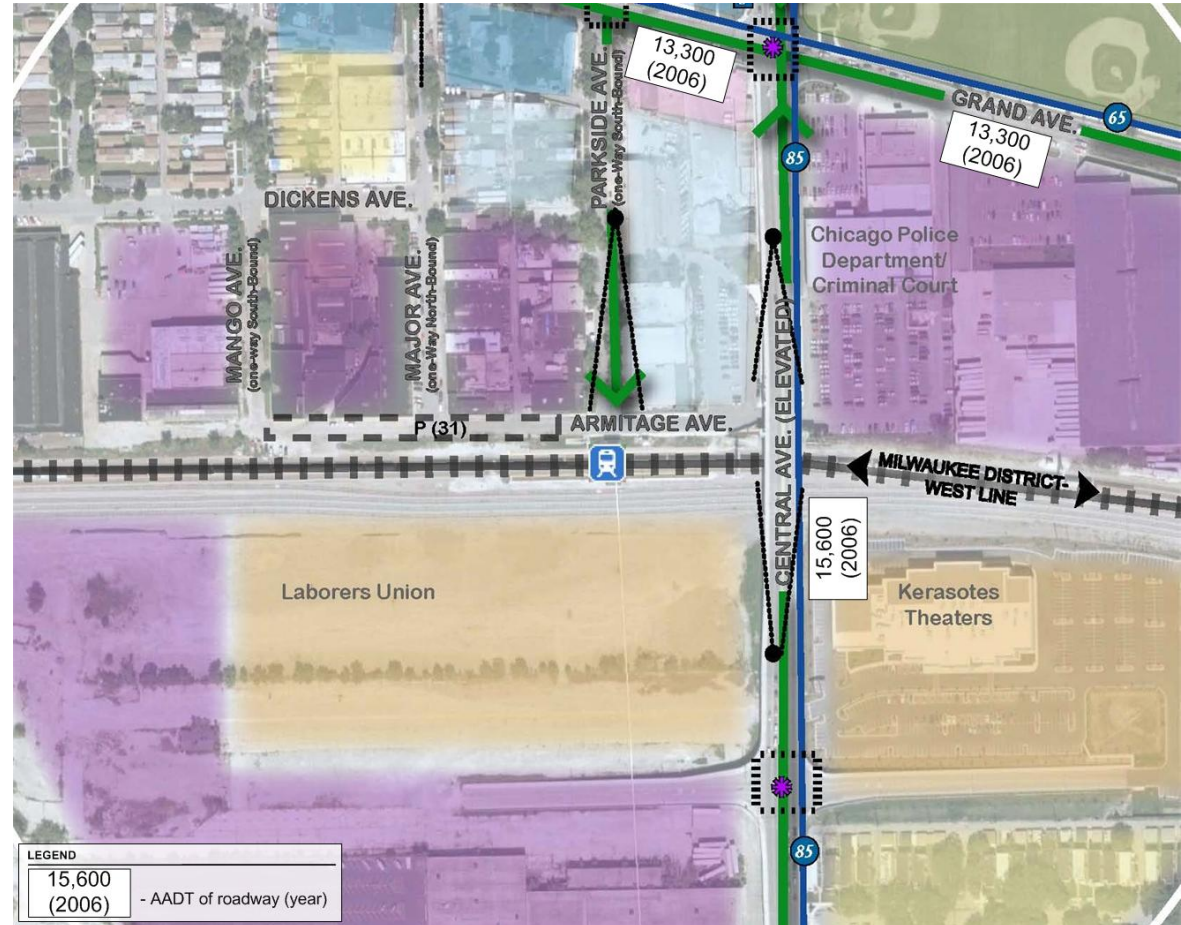 13,300
(2006)
GRAND AVE.
65
13,300
(2006)
PARKSIDE AVE.
(one-Way South-Bound)
85
DICKENS AVE.
MANGO AVE.
(one-way South-Bound)
MAJOR AVE.
(one-Way North-Bound)
Chicago Police
Department/
Criminal Court
P (31)
ARMITAGE AVE.
CENTRAL AVE. (ELEVATED)
MILWAUKEE DISTRICT-
WEST LINE
15,600
(2006)
Laborers Union
Kerasotes
Theaters
85
LEGEND
15,600
(2006)
- AADT of roadway (year)